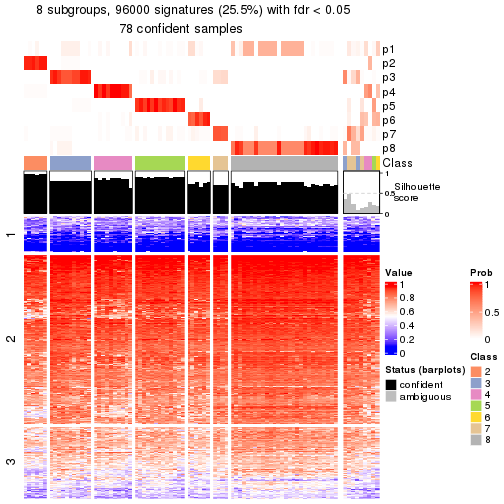 8 subgroups, 96000 signatures (25.5%) with fdr < 0.05
78 confident samples
p1
p2
p3
p4
p5
p6
p7
p8
Class
1
0.5
0
Silhouette
score
1
2
3
Value
1
0.8
0.6
0.4
0.2
0
Status (barplots)
confident
ambiguous
Prob
1
0.5
0
Class
2
3
4
5
6
7
8